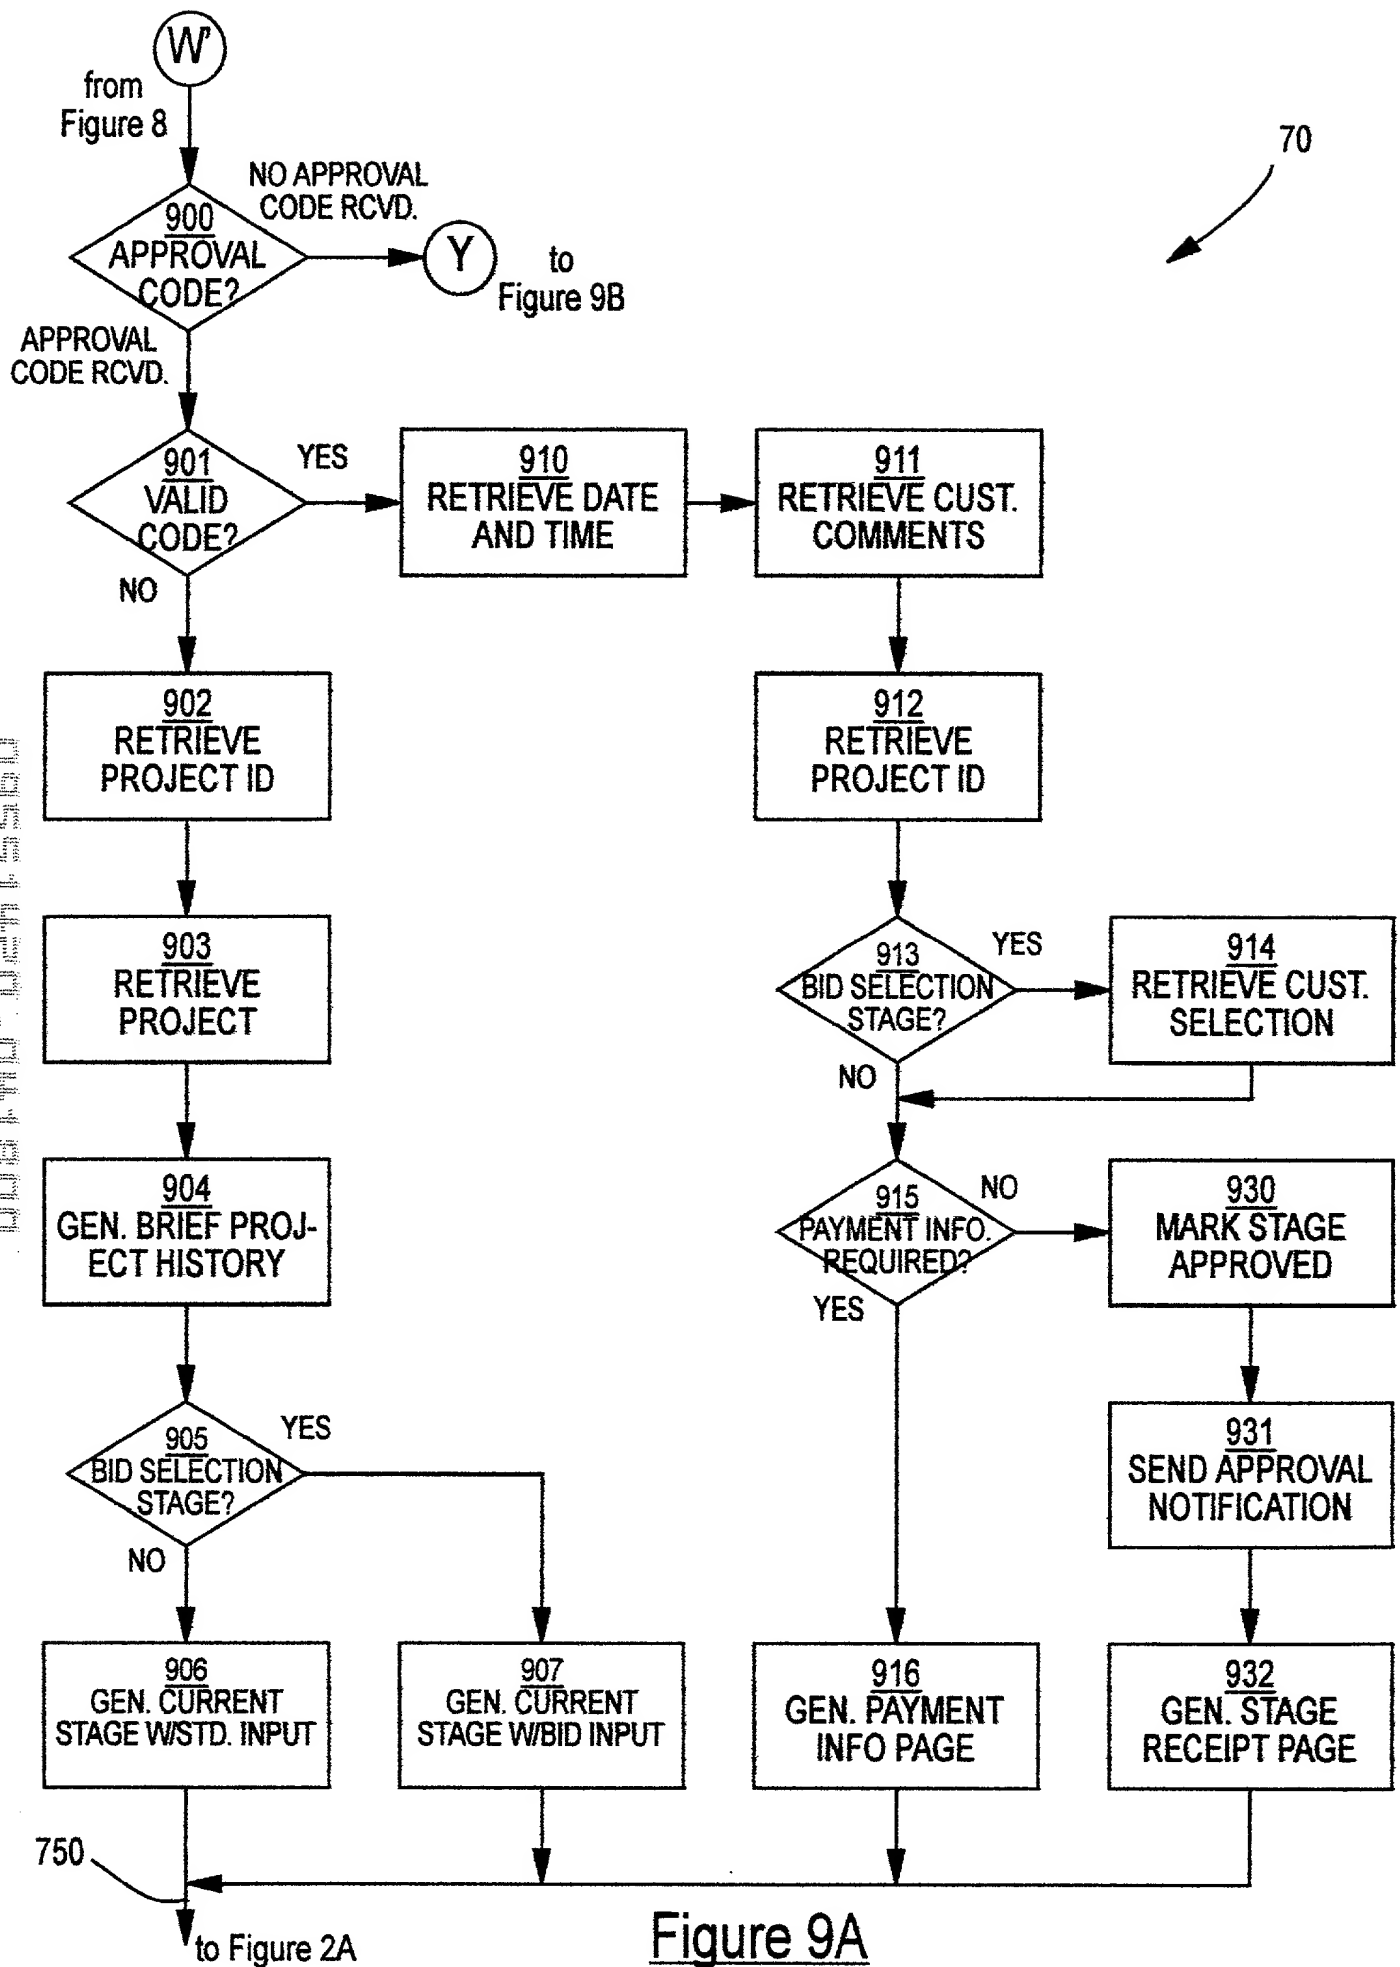 W'
from
Figure 8
70
NO APPROVAL
CODE RCVD.
900
APPROVAL
CODE?
Y
to
Figure 9B
APPROVAL
CODE RCVD.
901
VALID
CODE?
YES
NO
910
RETRIEVE DATE
AND TIME
911
RETRIEVE CUST.
COMMENTS
902
RETRIEVE
PROJECT ID
912
RETRIEVE
PROJECT ID
903
RETRIEVE
PROJECT
913
BID SELECTION
STAGE?
YES
NO
914
RETRIEVE CUST.
SELECTION
904
GEN. BRIEF PROJ-
ECT HISTORY
915
PAYMENT INFO.
REQUIRED?
NO
YES
930
MARK STAGE
APPROVED
905
BID SELECTION
STAGE?
YES
NO
931
SEND APPROVAL
NOTIFICATION
906
GEN. CURRENT
STAGE W/STD. INPUT
907
GEN. CURRENT
STAGE W/BID INPUT
916
GEN. PAYMENT
INFO PAGE
932
GEN. STAGE
RECEIPT PAGE
750
to Figure 2A
Figure 9A